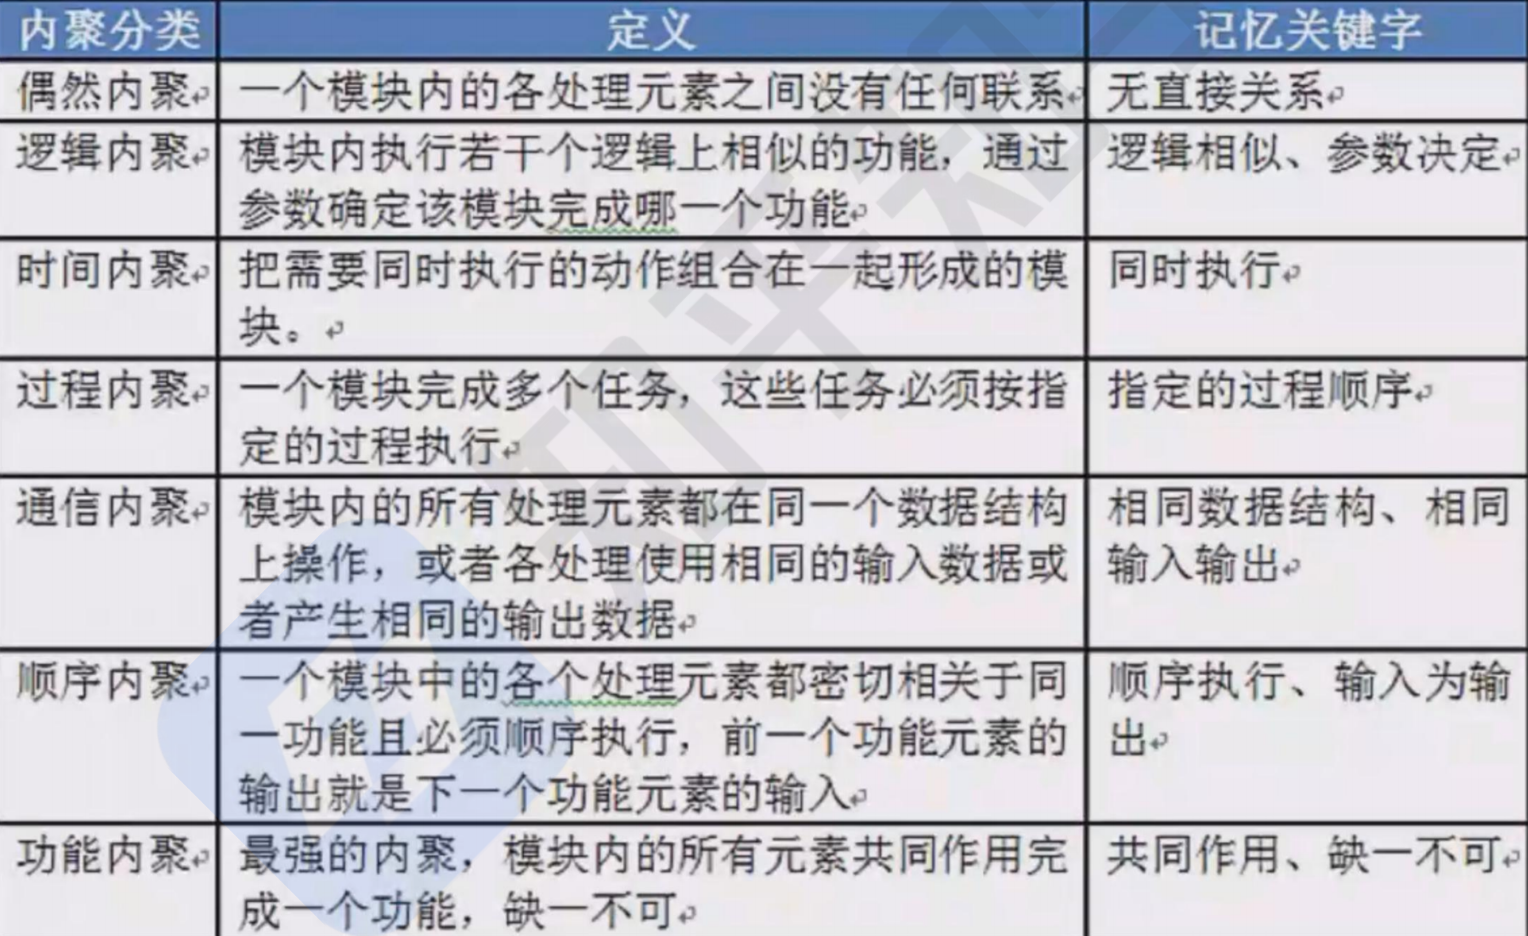 内聚分类 定义 记忆关键字
偶然内聚 一个模块内的各处理元素之间没有任何联系 无直接关系
逻辑内聚 模块内执行若干个逻辑上相似的功能，通过 逻辑相似、参数决定
参数确定该模块完成哪一个功能
时间内聚 把需要同时执行的动作组合在一起形成的模 同时执行
块。
过程内聚 一个模块完成多个任务，这些任务必须按指 指定的过程顺序
定的过程执行
通信内聚 模块内的所有处理元素都在同一个数据结构 相同数据结构、相同
上操作，或者各处理使用相同的输入数据或 输入输出
者产生相同的输出数据
顺序内聚 一个模块中的各个处理元素都密切相关于同 顺序执行、输入为输
一功能且必须顺序执行，前一个功能元素的 出
输出就是下一个功能元素的输入
功能内聚 最强的内聚，模块内的所有元素共同作用完 共同作用、缺一不可
成一个功能，缺一不可